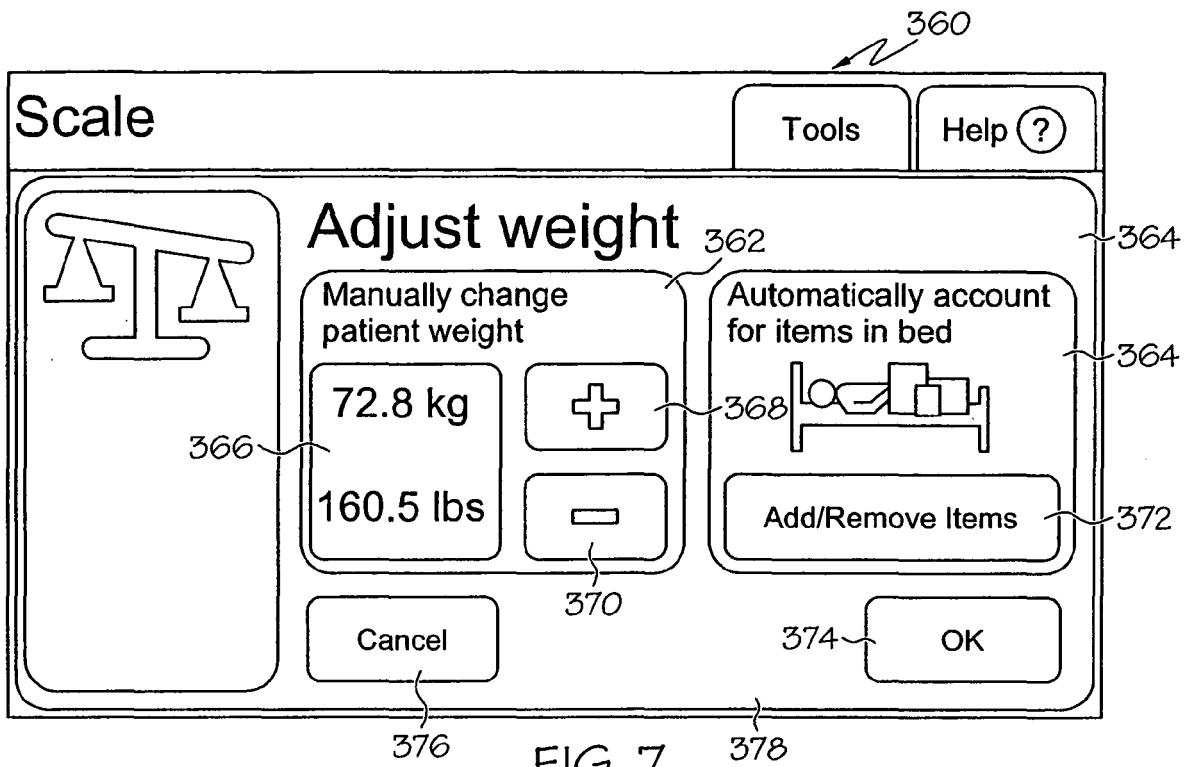 360
Scale
Tools
Help ?
Adjust weight
362
364
Manually change
patient weight
Automatically account
for items in bed
364
72.8 kg
368
366
160.5 lbs
Add/Remove Items
372
370
Cancel
374
OK
376
FIG. 7
378